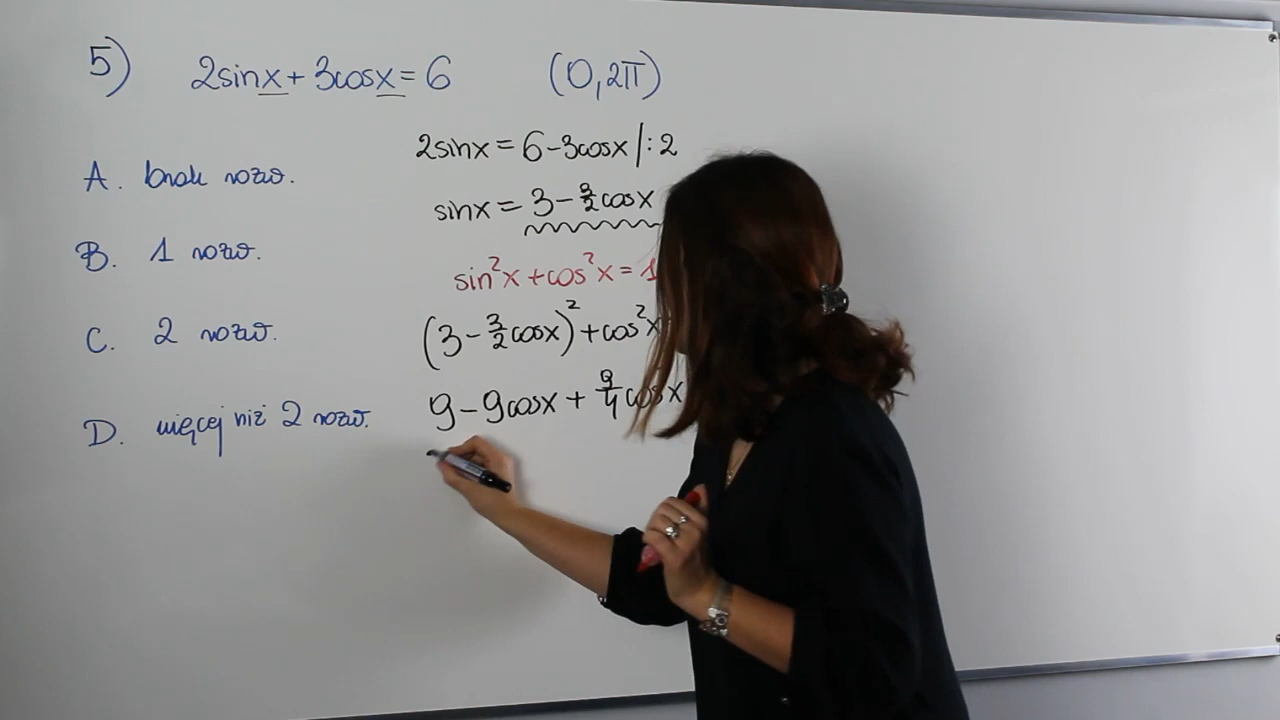 5) 2sinx + 3cosx = 6 (0, 2π)
2sinx = 6 - 3cosx |: 2
A. brak rozw.
sinx = 3 - 3/2 cosx
B. 1 rozw.
sin²x + cos²x = 1
C. 2 rozw.
(3 - 3/2 cosx)² + cos²x
D. więcej niż 2 rozw.
9 - 9cosx + 9/4 cosx